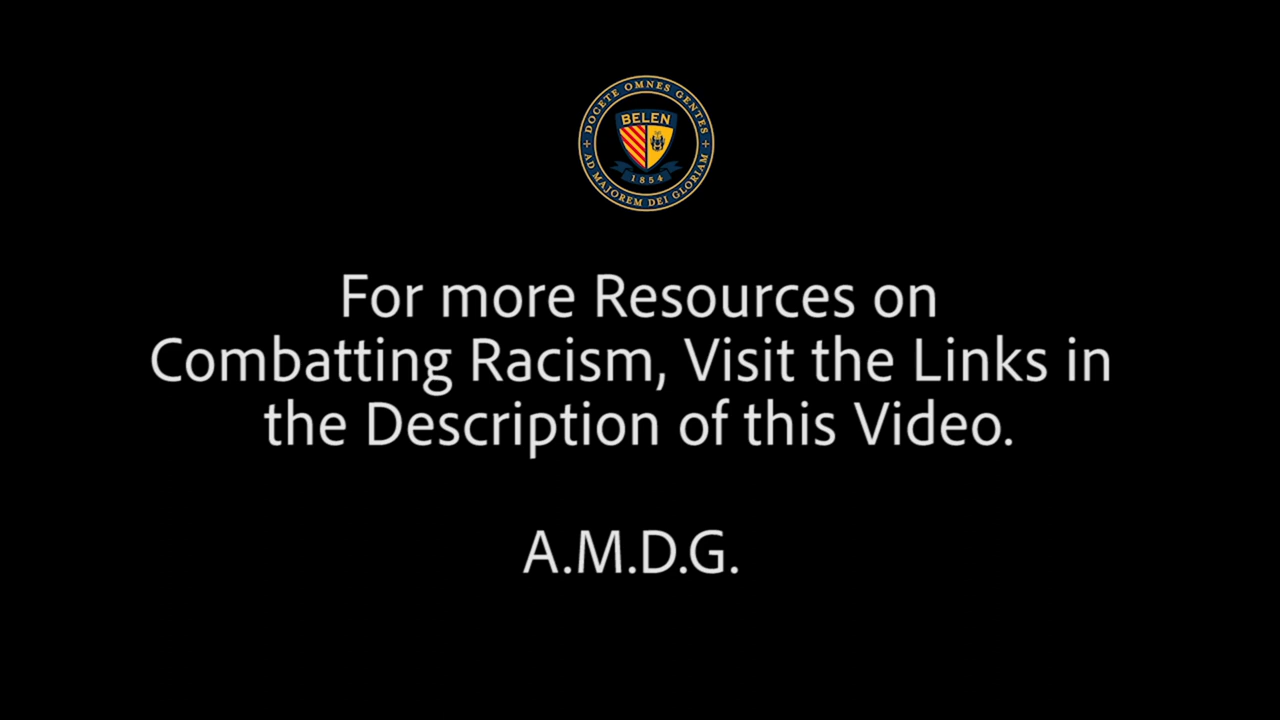 DOCETE OMNES GENTES
BELEN
1854
AD MAJOREM DEI GLORIAM
For more Resources on
Combatting Racism, Visit the Links in
the Description of this Video.
A.M.D.G.